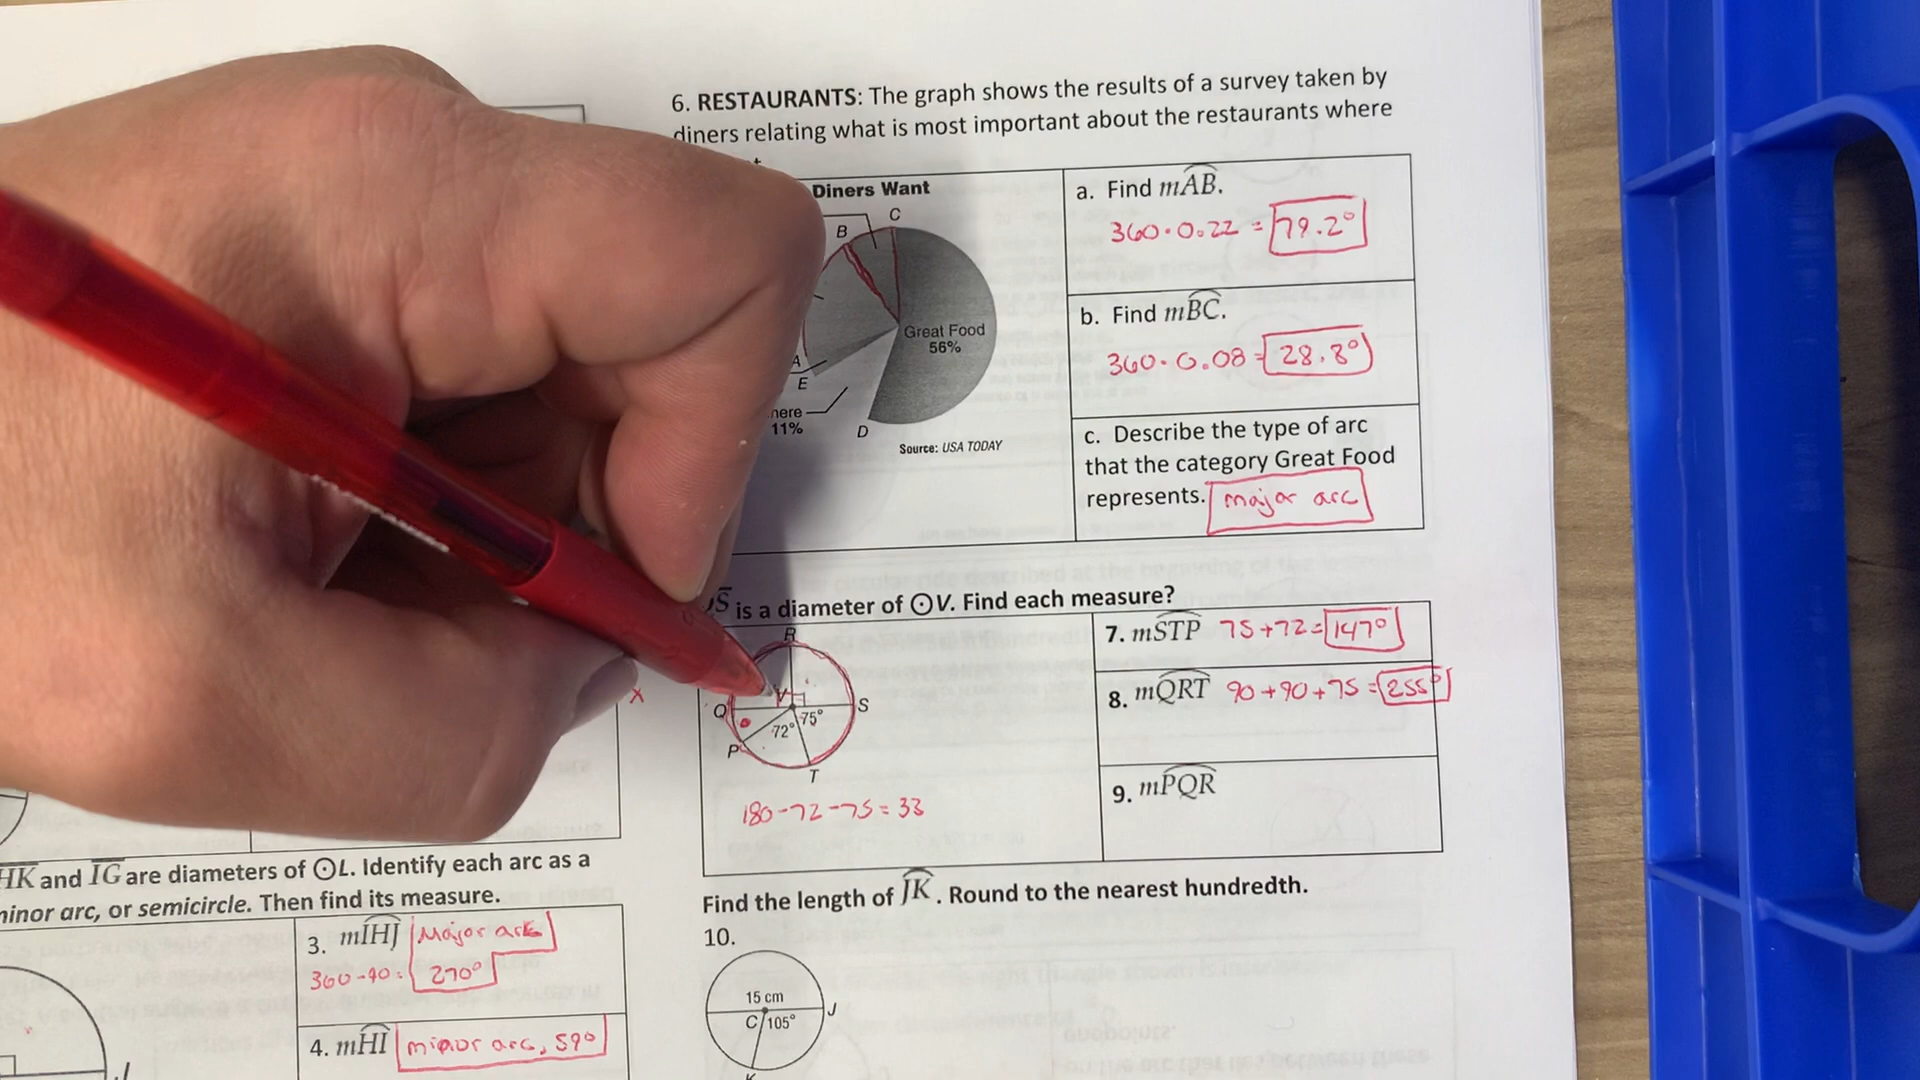 6. RESTAURANTS: The graph shows the results of a survey taken by
diners relating what is most important about the restaurants where
Diners Want
C
B
Great Food
56%
A
E
11%
D
Source: USA TODAY
a. Find mAB.
360 · 0.22 = 79.2°
b. Find mBC.
360 · 0.08 = 28.8°
c. Describe the type of arc
that the category Great Food
represents. major arc
S is a diameter of ⊙V. Find each measure?
R
V
Q
S
75°
72°
P
T
180-72-75=33
7. mSTP 75+72=147°
8. mQRT 90+90+75=255°
9. mPQR
x
HK and IG are diameters of ⊙L. Identify each arc as a
minor arc, or semicircle. Then find its measure.
3. mIHJ Major arc
360-90= 270°
4. mHI minor arc, 59°
J
Find the length of JK. Round to the nearest hundredth.
10.
15 cm
J
C 105°
K